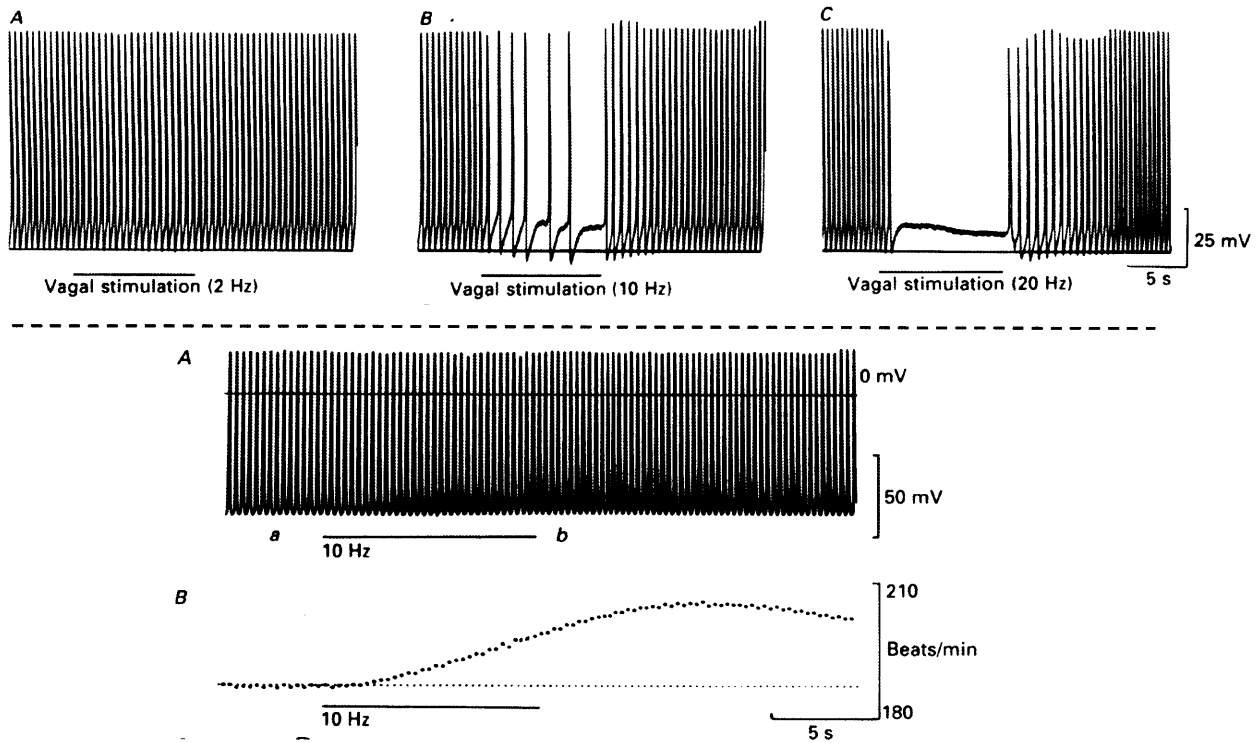 A B C
Vagal stimulation (2 Hz) Vagal stimulation (10 Hz) Vagal stimulation (20 Hz)
25 mV
5 s
A
0 mV
50 mV
a b
10 Hz
B
210
Beats/min
10 Hz
180
5 s